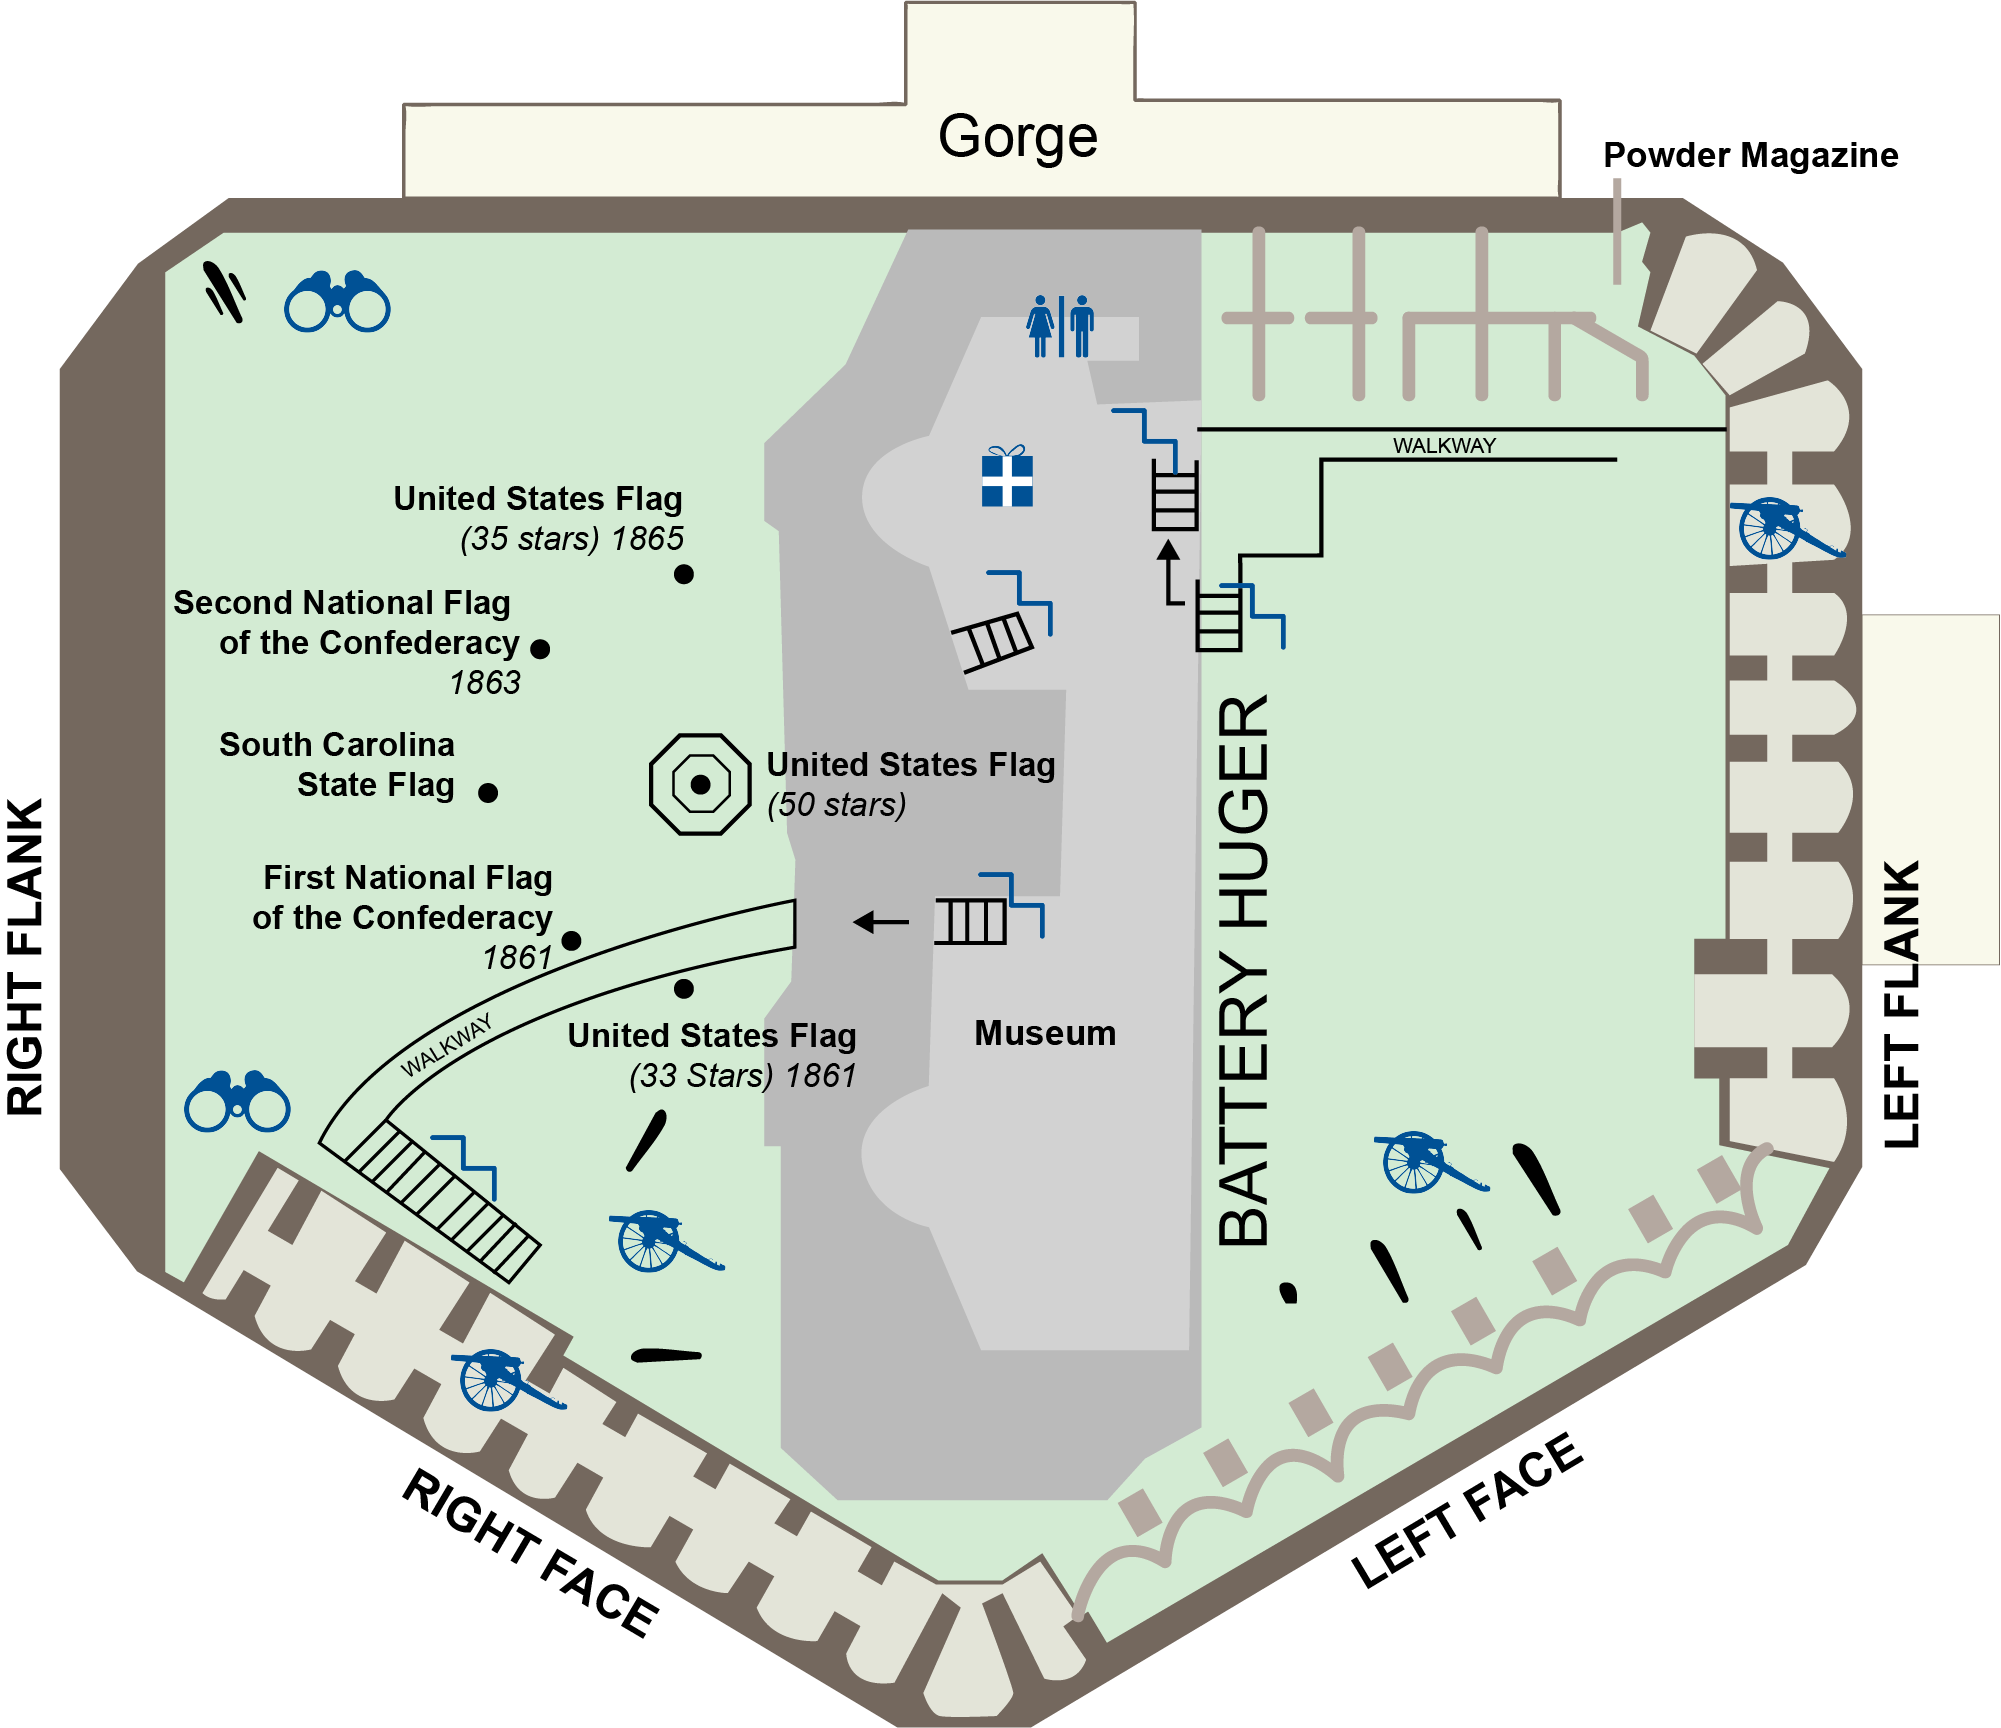 Gorge
Powder Magazine
WALKWAY
United States Flag
(35 stars) 1865
Second National Flag
of the Confederacy
1863
South Carolina
State Flag
United States Flag
(50 stars)
First National Flag
of the Confederacy
1861
WALKWAY
United States Flag
(33 Stars) 1861
Museum
BATTERY HUGER
RIGHT FLANK
LEFT FLANK
RIGHT FACE
LEFT FACE